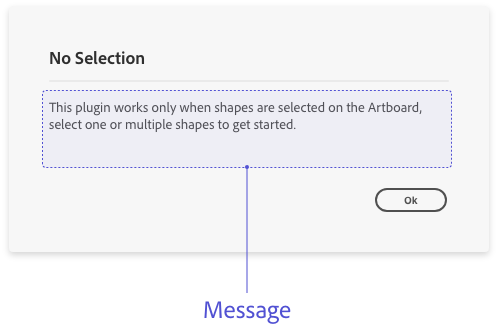 No Selection
This plugin works only when shapes are selected on the Artboard,
select one or multiple shapes to get started.
Ok
Message